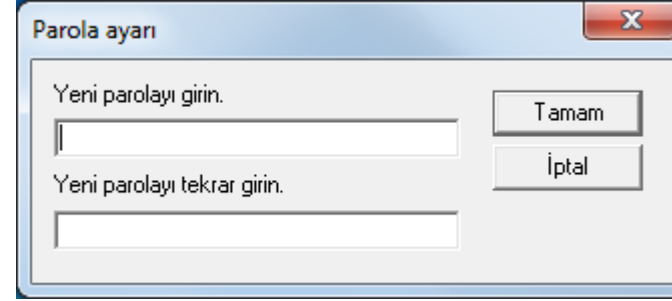 Parola ayarı
Yeni parolayı girin.
Tamam
İptal
Yeni parolayı tekrar girin.